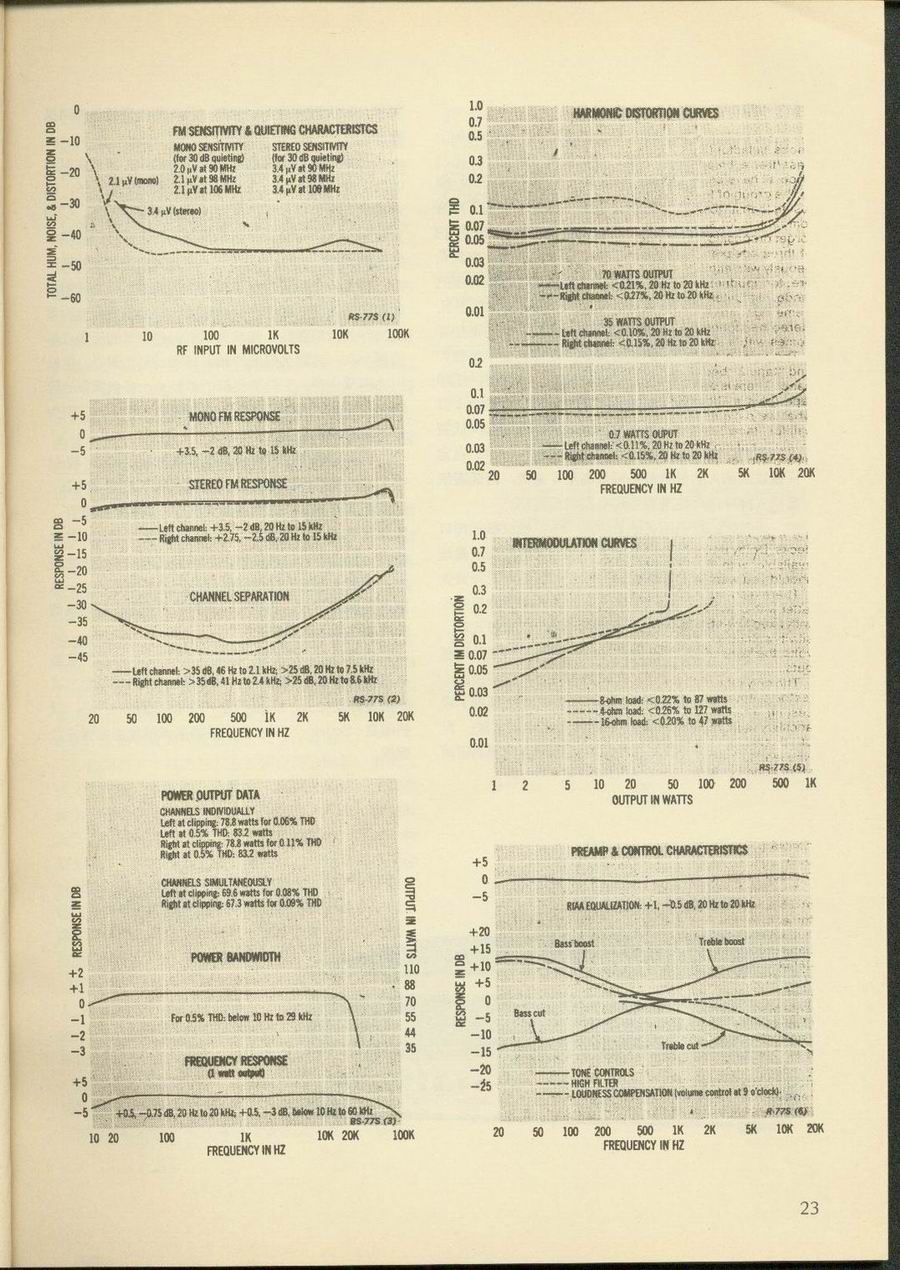 FM SENSITIVITY & QUIETING CHARACTERISTCS
MONO SENSITIVITY
(for 30 dB quieting)
2.0 µV at 90 MHz
2.1 µV at 98 MHz
2.1 µV at 106 MHz
STEREO SENSITIVITY
(for 30 dB quieting)
3.4 µV at 90 MHz
3.4 µV at 98 MHz
3.4 µV at 106 MHz
TOTAL HUM, NOISE, & DISTORTION IN DB
0
-10
-20
-30
-40
-50
-60
2.1 µV (mono)
3.4 µV (stereo)
RS-77S (1)
1 10 100 1K 10K 100K
RF INPUT IN MICROVOLTS
RESPONSE IN DB
+5
0
-5
MONO FM RESPONSE
+3.5, -2 dB, 20 Hz to 15 kHz
+5
0
-5
-10
-15
-20
-25
-30
-35
-40
-45
STEREO FM RESPONSE
Left channel: +3.5, -2 dB, 20 Hz to 15 kHz
Right channel: +2.75, -2.5 dB, 20 Hz to 15 kHz
CHANNEL SEPARATION
Left channel: >35 dB, 46 Hz to 2.1 kHz; >25 dB, 20 Hz to 7.5 kHz
Right channel: >35 dB, 41 Hz to 2.4 kHz; >25 dB, 20 Hz to 8.6 kHz
RS-77S (2)
20 50 100 200 500 1K 2K 5K 10K 20K
FREQUENCY IN HZ
POWER OUTPUT DATA
CHANNELS INDIVIDUALLY
Left at clipping: 78.8 watts for 0.06% THD
Left at 0.5% THD: 83.2 watts
Right at clipping: 78.8 watts for 0.11% THD
Right at 0.5% THD: 83.2 watts
CHANNELS SIMULTANEOUSLY
Left at clipping: 69.6 watts for 0.08% THD
Right at clipping: 67.3 watts for 0.09% THD
RESPONSE IN DB
OUTPUT IN WATTS
POWER BANDWIDTH
+2
+1
0
-1
-2
-3
110
88
70
55
44
35
For 0.5% THD: below 10 Hz to 29 kHz
FREQUENCY RESPONSE
(1 watt output)
+5
0
-5
+0.5, -0.75 dB, 20 Hz to 20 kHz; +0.5, -3 dB, below 10 Hz to 60 kHz
RS-77S (3)
10 20 100 1K 10K 20K 100K
FREQUENCY IN HZ
HARMONIC DISTORTION CURVES
PERCENT THD
1.0
0.7
0.5
0.3
0.2
0.1
0.07
0.05
0.03
0.02
0.01
70 WATTS OUTPUT
Left channel: <0.21%, 20 Hz to 20 kHz
Right channel: <0.27%, 20 Hz to 20 kHz
35 WATTS OUTPUT
Left channel: <0.10%, 20 Hz to 20 kHz
Right channel: <0.15%, 20 Hz to 20 kHz
0.2
0.1
0.07
0.05
0.03
0.02
0.7 WATTS OUPUT
Left channel: <0.11%, 20 Hz to 20 kHz
Right channel: <0.15%, 20 Hz to 20 kHz
RS-77S (4)
20 50 100 200 500 1K 2K 5K 10K 20K
FREQUENCY IN HZ
INTERMODULATION CURVES
PERCENT IM DISTORTION
1.0
0.7
0.5
0.3
0.2
0.1
0.07
0.05
0.03
0.02
0.01
8-ohm load: <0.22% to 87 watts
4-ohm load: <0.26% to 127 watts
16-ohm load: <0.20% to 47 watts
RS-77S (5)
1 2 5 10 20 50 100 200 500 1K
OUTPUT IN WATTS
PREAMP & CONTROL CHARACTERISTICS
RESPONSE IN DB
+5
0
-5
RIAA EQUALIZATION: +1, -0.5 dB, 20 Hz to 20 kHz
+20
+15
+10
+5
0
-5
-10
-15
-20
-25
Bass boost
Treble boost
Bass cut
Treble cut
TONE CONTROLS
HIGH FILTER
LOUDNESS COMPENSATION (volume control at 9 o'clock)
R-77S (6)
20 50 100 200 500 1K 2K 5K 10K 20K
FREQUENCY IN HZ
23